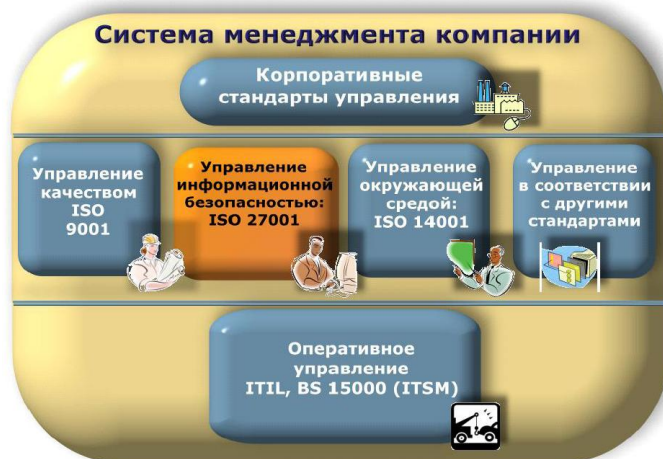 Система менеджмента компании
Корпоративные
стандарты управления
Управление
качеством
ISO
9001
Управление
информационной
безопасностью:
ISO 27001
Управление
окружающей
средой:
ISO 14001
Управление
в соответствии
с другими
стандартами
Оперативное
управление
ITIL, BS 15000 (ITSM)